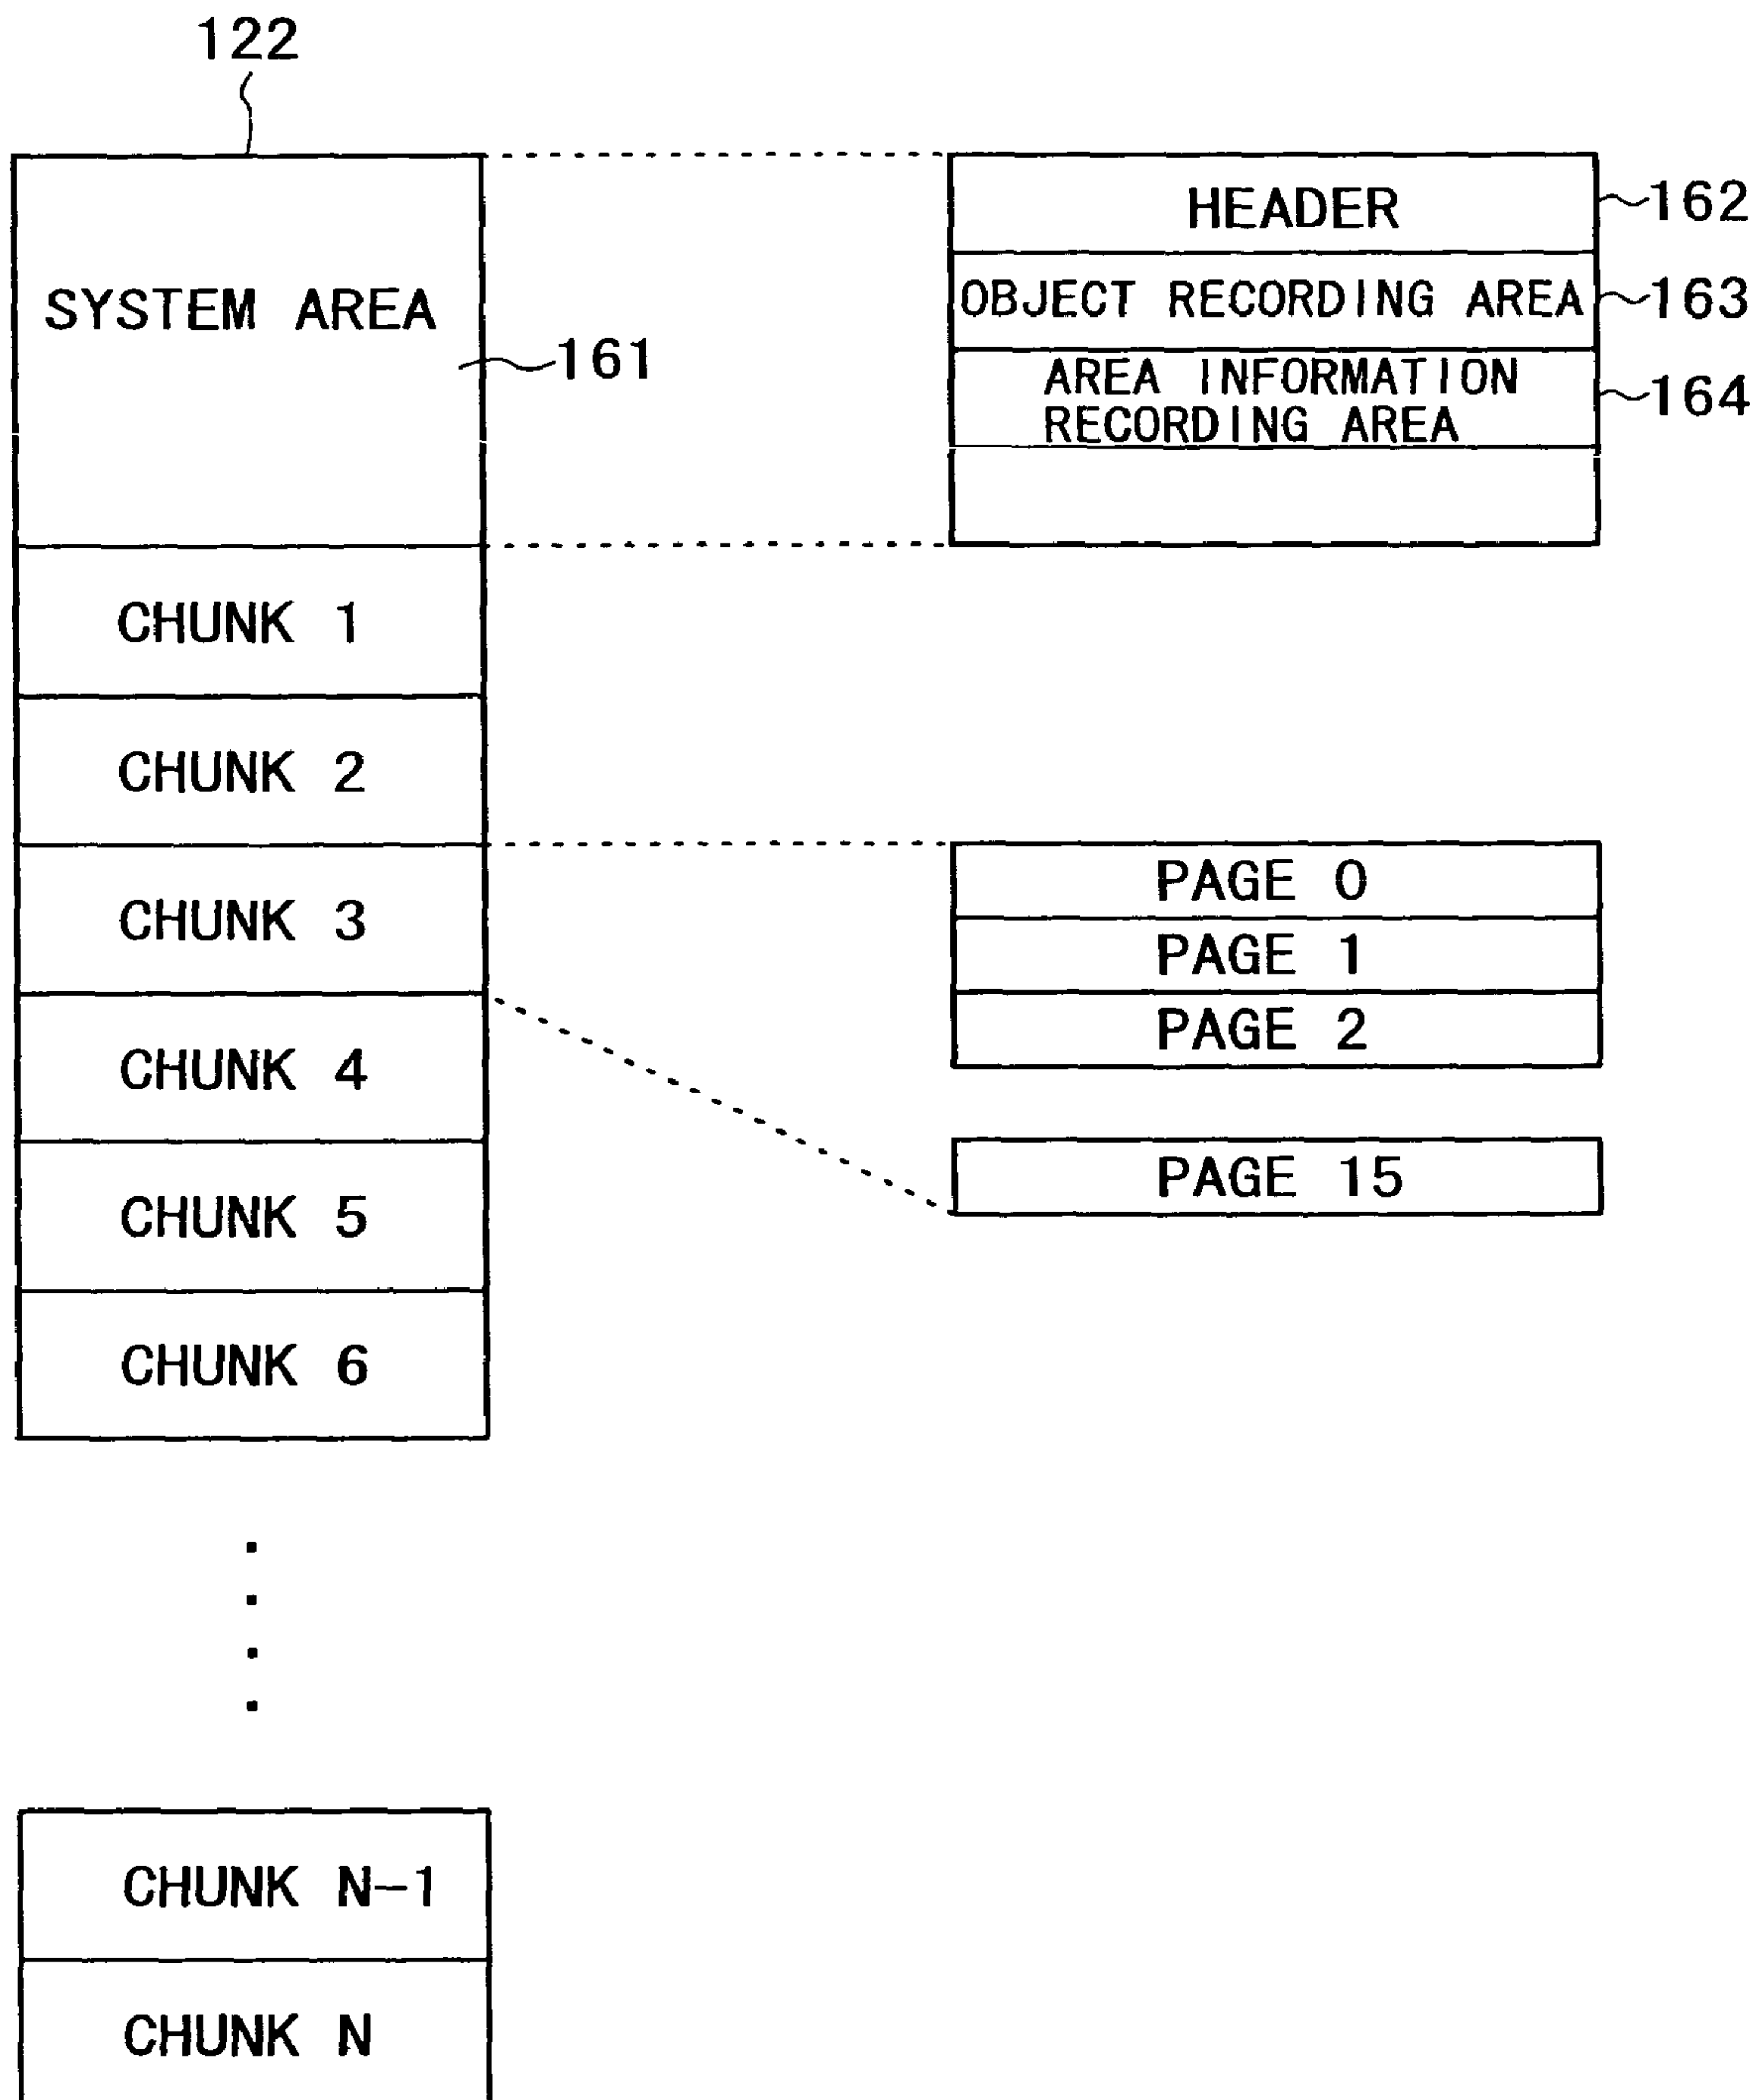 122
SYSTEM AREA
161
HEADER
162
OBJECT RECORDING AREA
163
AREA INFORMATION
RECORDING AREA
164
CHUNK 1
CHUNK 2
CHUNK 3
CHUNK 4
CHUNK 5
CHUNK 6
PAGE 0
PAGE 1
PAGE 2
PAGE 15
CHUNK N-1
CHUNK N